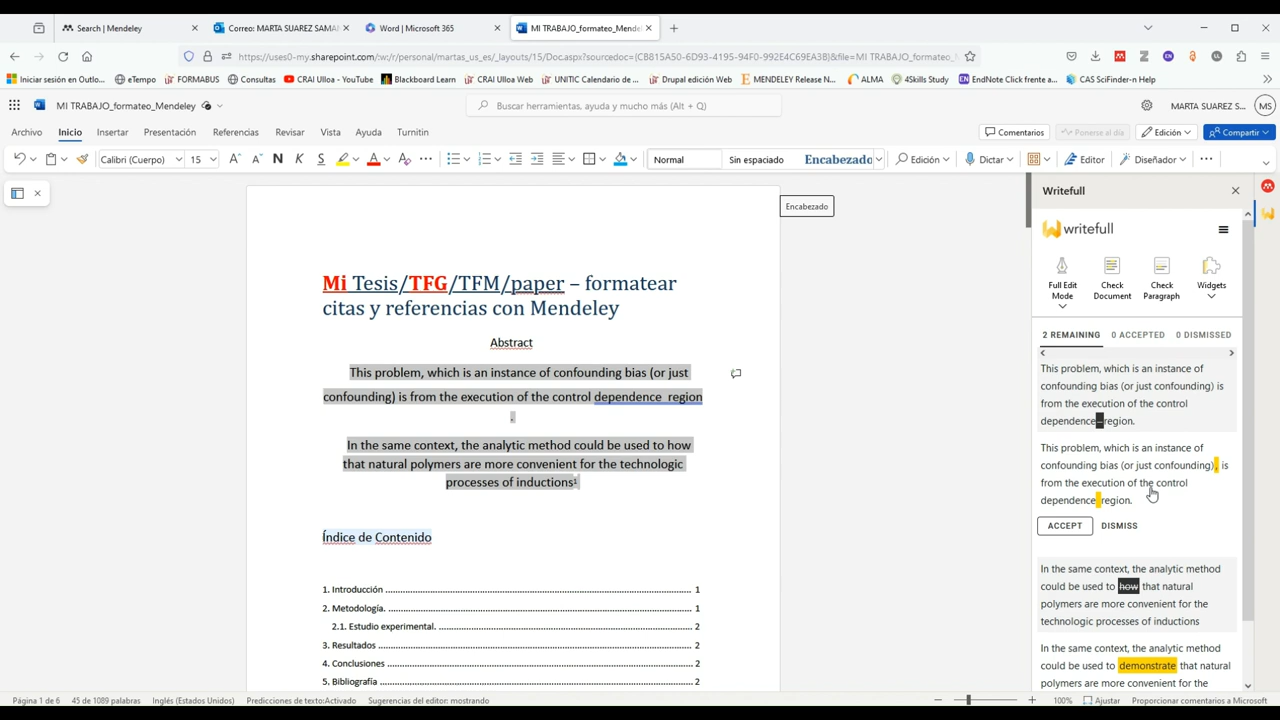 Search | Mendeley
Correo: MARTA SUAREZ SAMA
Word | Microsoft 365
MI TRABAJO_formateo_Mendel
https://uses0-my.sharepoint.com/wr/r/personal/martas_us_es/_layouts/15/Doc.aspx?sourcedoc={CB815A50-6D93-4195-94F0-992E4C69EA3B}&file=MI TRABAJO_formateo_
Iniciar sesión en Outlo...
eTempo
FORMABUS
Consultas
CRAI Ulloa - YouTube
Blackboard Learn
CRAI Ulloa Web
UNITIC Calendario de ...
Drupal edición Web
MENDELEY Release N...
ALMA
4Skills Study
EndNote Click frente a...
CAS SciFinder-n Help
MI TRABAJO_formateo_Mendeley
Buscar herramientas, ayuda y mucho más (Alt + Q)
MARTA SUAREZ S...
MS
Archivo Inicio Insertar Presentación Referencias Revisar Vista Ayuda Turnitin
Comentarios
Ponerse al día
Edición
Compartir
Calibri (Cuerpo) 15
N K S
Normal Sin espaciado Encabezado
Edición
Dictar
Editor
Diseñador
Encabezado
Mi Tesis/TFG/TFM/paper – formatear
citas y referencias con Mendeley
Abstract
This problem, which is an instance of confounding bias (or just
confounding) is from the execution of the control dependence region
.
In the same context, the analytic method could be used to how
that natural polymers are more convenient for the technologic
processes of inductions¹
Índice de Contenido
1. Introducción ........ 1
2. Metodología. ........ 1
2.1. Estudio experimental. ........ 2
3. Resultados ........ 2
4. Conclusiones ........ 2
5. Bibliografía ........ 2
Writefull
writefull
Full Edit
Mode
Check
Document
Check
Paragraph
Widgets
2 REMAINING 0 ACCEPTED 0 DISMISSED
This problem, which is an instance of
confounding bias (or just confounding) is
from the execution of the control
dependence region.
This problem, which is an instance of
confounding bias (or just confounding), is
from the execution of the control
dependence region.
ACCEPT DISMISS
In the same context, the analytic method
could be used to how that natural
polymers are more convenient for the
technologic processes of inductions
In the same context, the analytic method
could be used to demonstrate that natural
polymers are more convenient for the
Página 1 de 6
45 de 1089 palabras
Inglés (Estados Unidos)
Predicciones de texto:Activado
Sugerencias del editor: mostrando
100%
Ajustar
Proporcionar comentarios a Microsoft